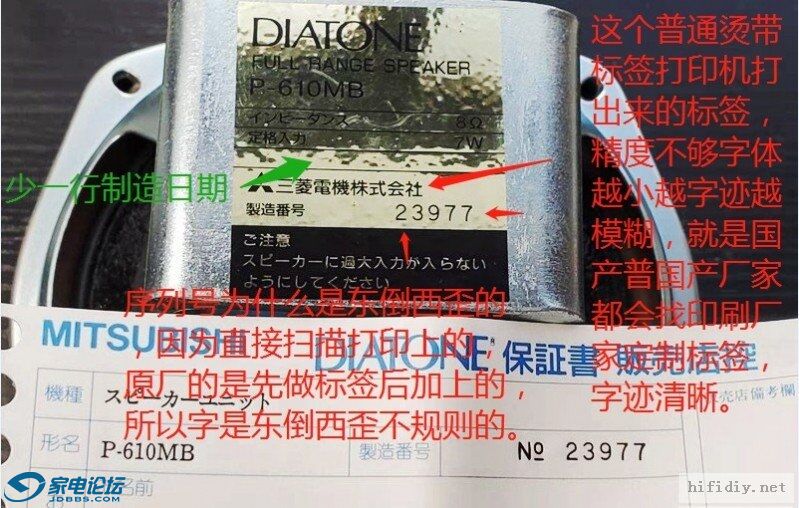 DIATONE
FULL RANGE SPEAKER
P-610MB
インピーダンス 8Ω
定格入力 7W
三菱電機株式会社
製造番号 23977
ご注意
スピーカーに過大入力が入らない
ようにしてください
少一行制造日期
这个普通烫带
标签打印机打
出来的标签，
精度不够字体
越小越字迹越
模糊，就是国
产普国产厂家
都会找印刷厂
家定制标签，
字迹清晰。
序列号为什么是东倒西歪的
，因为直接扫描打印上的，
原厂的是先做标签后加上的，
所以字是东倒西歪不规则的。
MITSUBISHI DIATONE 保証書 販売店控
機種 スピーカーユニット
売店備考欄
形名 P-610MB 製造番号 № 23977
名前
家电论坛
JDBBS.COM
hifidiy.net